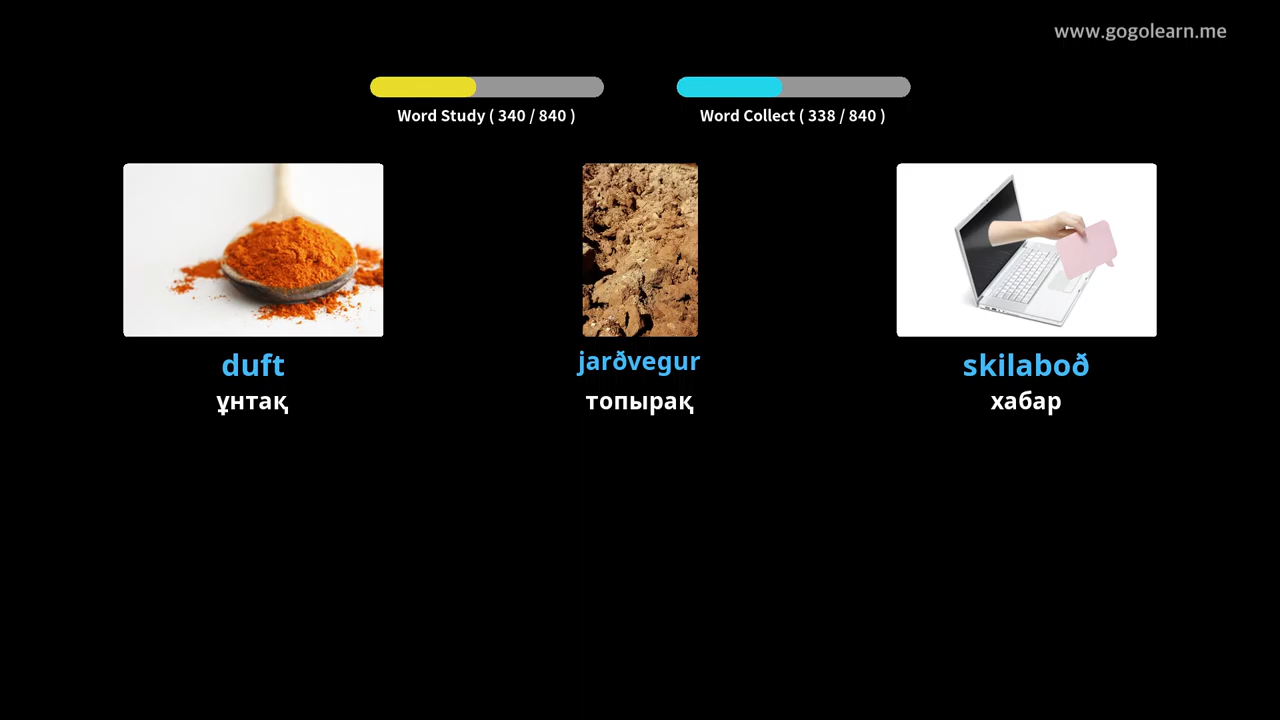 www.gogolearn.me
Word Study ( 340 / 840 )
Word Collect ( 338 / 840 )
duft
jarðvegur
skilaboð
ұнтақ
топырақ
хабар